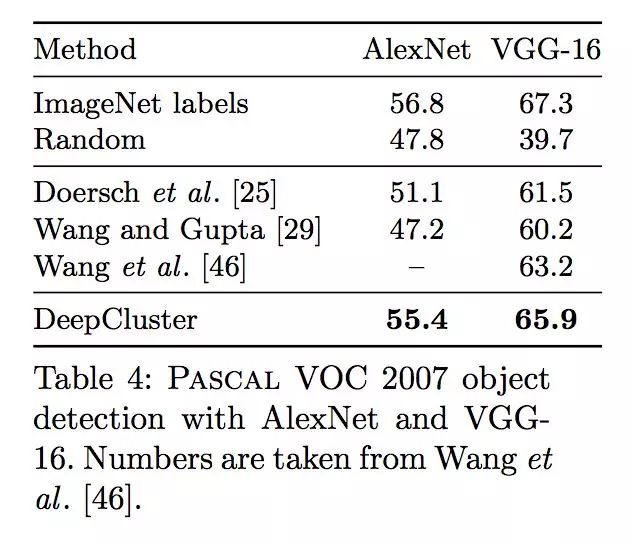 Method AlexNet VGG-16
ImageNet labels 56.8 67.3
Random 47.8 39.7
Doersch et al. [25] 51.1 61.5
Wang and Gupta [29] 47.2 60.2
Wang et al. [46] – 63.2
DeepCluster 55.4 65.9
Table 4: PASCAL VOC 2007 object
detection with AlexNet and VGG-
16. Numbers are taken from Wang et
al. [46].